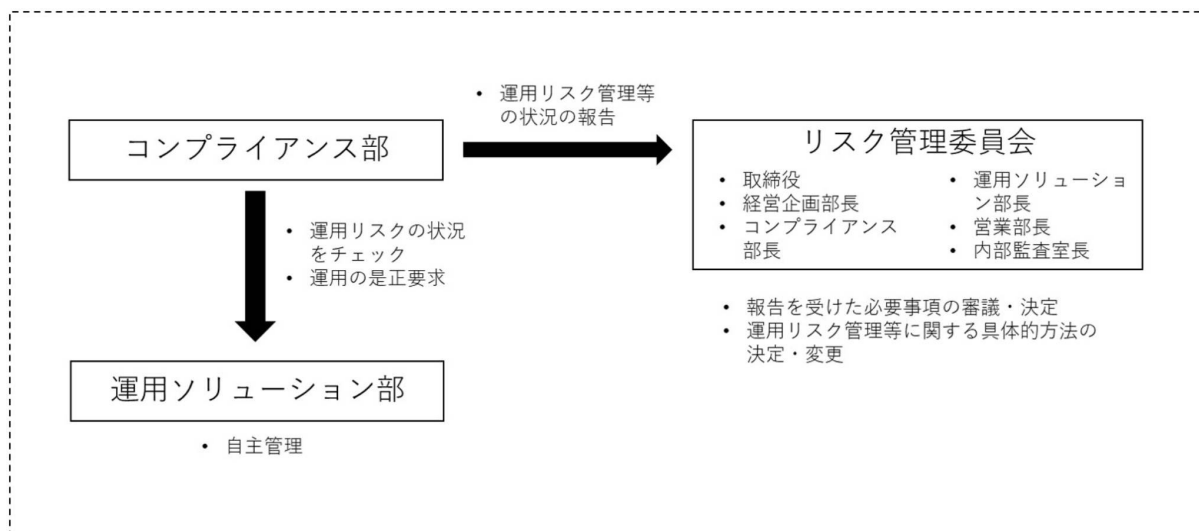 • 運用リスク管理等
の状況の報告
コンプライアンス部
リスク管理委員会
• 取締役
• 経営企画部長
• コンプライアンス
部長
• 運用ソリューショ
ン部長
• 営業部長
• 内部監査室長
• 運用リスクの状況
をチェック
• 運用の是正要求
• 報告を受けた必要事項の審議・決定
• 運用リスク管理等に関する具体的方法の
決定・変更
運用ソリューション部
• 自主管理